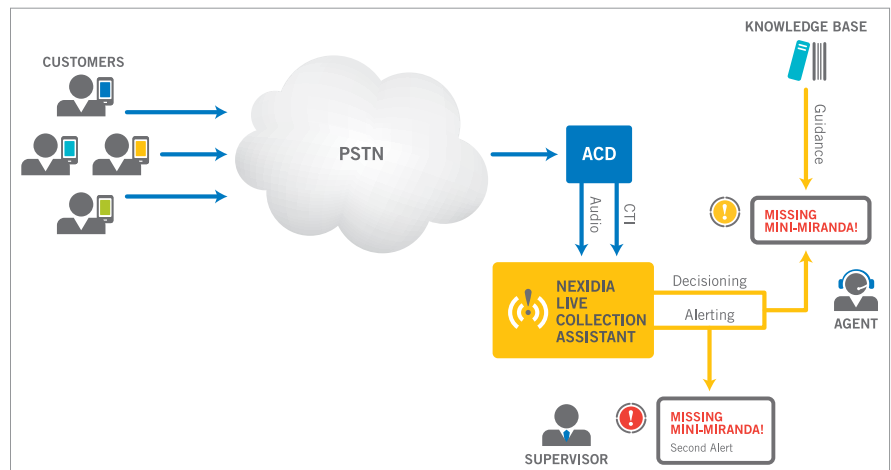 KNOWLEDGE BASE
CUSTOMERS
Guidance
PSTN
ACD
Audio
CTI
MISSING
MINI-MIRANDA!
NEXIDIA
LIVE
COLLECTION
ASSISTANT
Decisioning
Alerting
AGENT
MISSING
MINI-MIRANDA!
Second Alert
SUPERVISOR